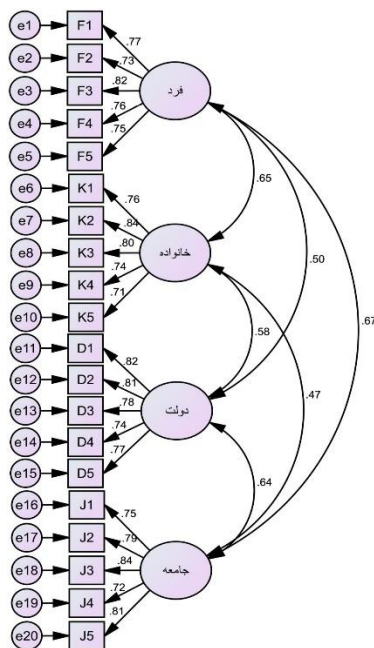 e1 F1 .77
e2 F2 .73
e3 F3 .82
فرد
e4 F4 .76
e5 F5 .75
e6 K1 .76
.65
e7 K2 .84
e8 K3 .80
خانواده
.50
e9 K4 .74
e10 K5 .71
.58
.67
e11 D1 .82
e12 D2 .81
.47
e13 D3 .78
دولت
e14 D4 .74
e15 D5 .77
.64
e16 J1 .75
e17 J2 .79
e18 J3 .84
جامعه
e19 J4 .72
e20 J5 .81